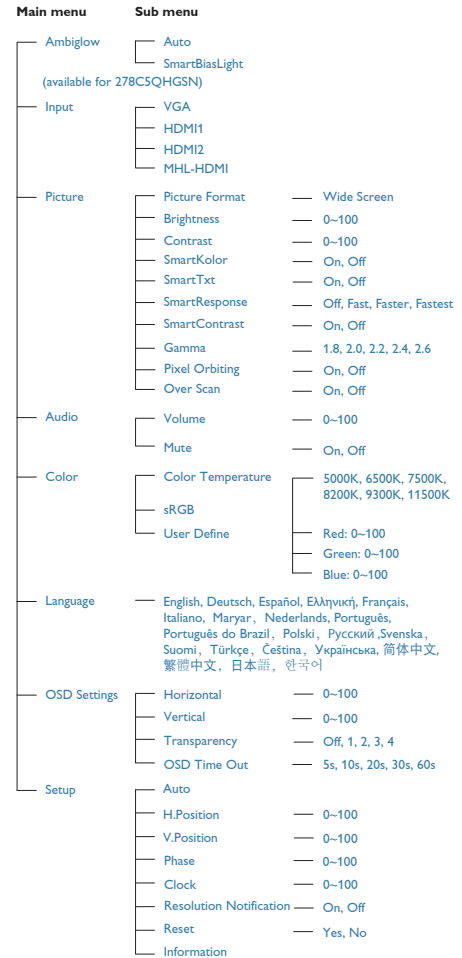 Main menu Sub menu
Ambiglow Auto
SmartBiasLight
(available for 278C5QHGSN)
Input VGA
HDMI1
HDMI2
MHL-HDMI
Picture Picture Format Wide Screen
Brightness 0~100
Contrast 0~100
SmartKolor On, Off
SmartTxt On, Off
SmartResponse Off, Fast, Faster, Fastest
SmartContrast On, Off
Gamma 1.8, 2.0, 2.2, 2.4, 2.6
Pixel Orbiting On, Off
Over Scan On, Off
Audio Volume 0~100
Mute On, Off
Color Color Temperature 5000K, 6500K, 7500K,
8200K, 9300K, 11500K
sRGB
User Define Red: 0~100
Green: 0~100
Blue: 0~100
Language English, Deutsch, Español, Ελληνική, Français,
Italiano, Maryar, Nederlands, Português,
Português do Brazil, Polski, Русский ,Svenska,
Suomi, Türkçe, Čeština, Українська, 简体中文,
繁體中文, 日本語, 한국어
OSD Settings Horizontal 0~100
Vertical 0~100
Transparency Off, 1, 2, 3, 4
OSD Time Out 5s, 10s, 20s, 30s, 60s
Setup Auto
H.Position 0~100
V.Position 0~100
Phase 0~100
Clock 0~100
Resolution Notification On, Off
Reset Yes, No
Information